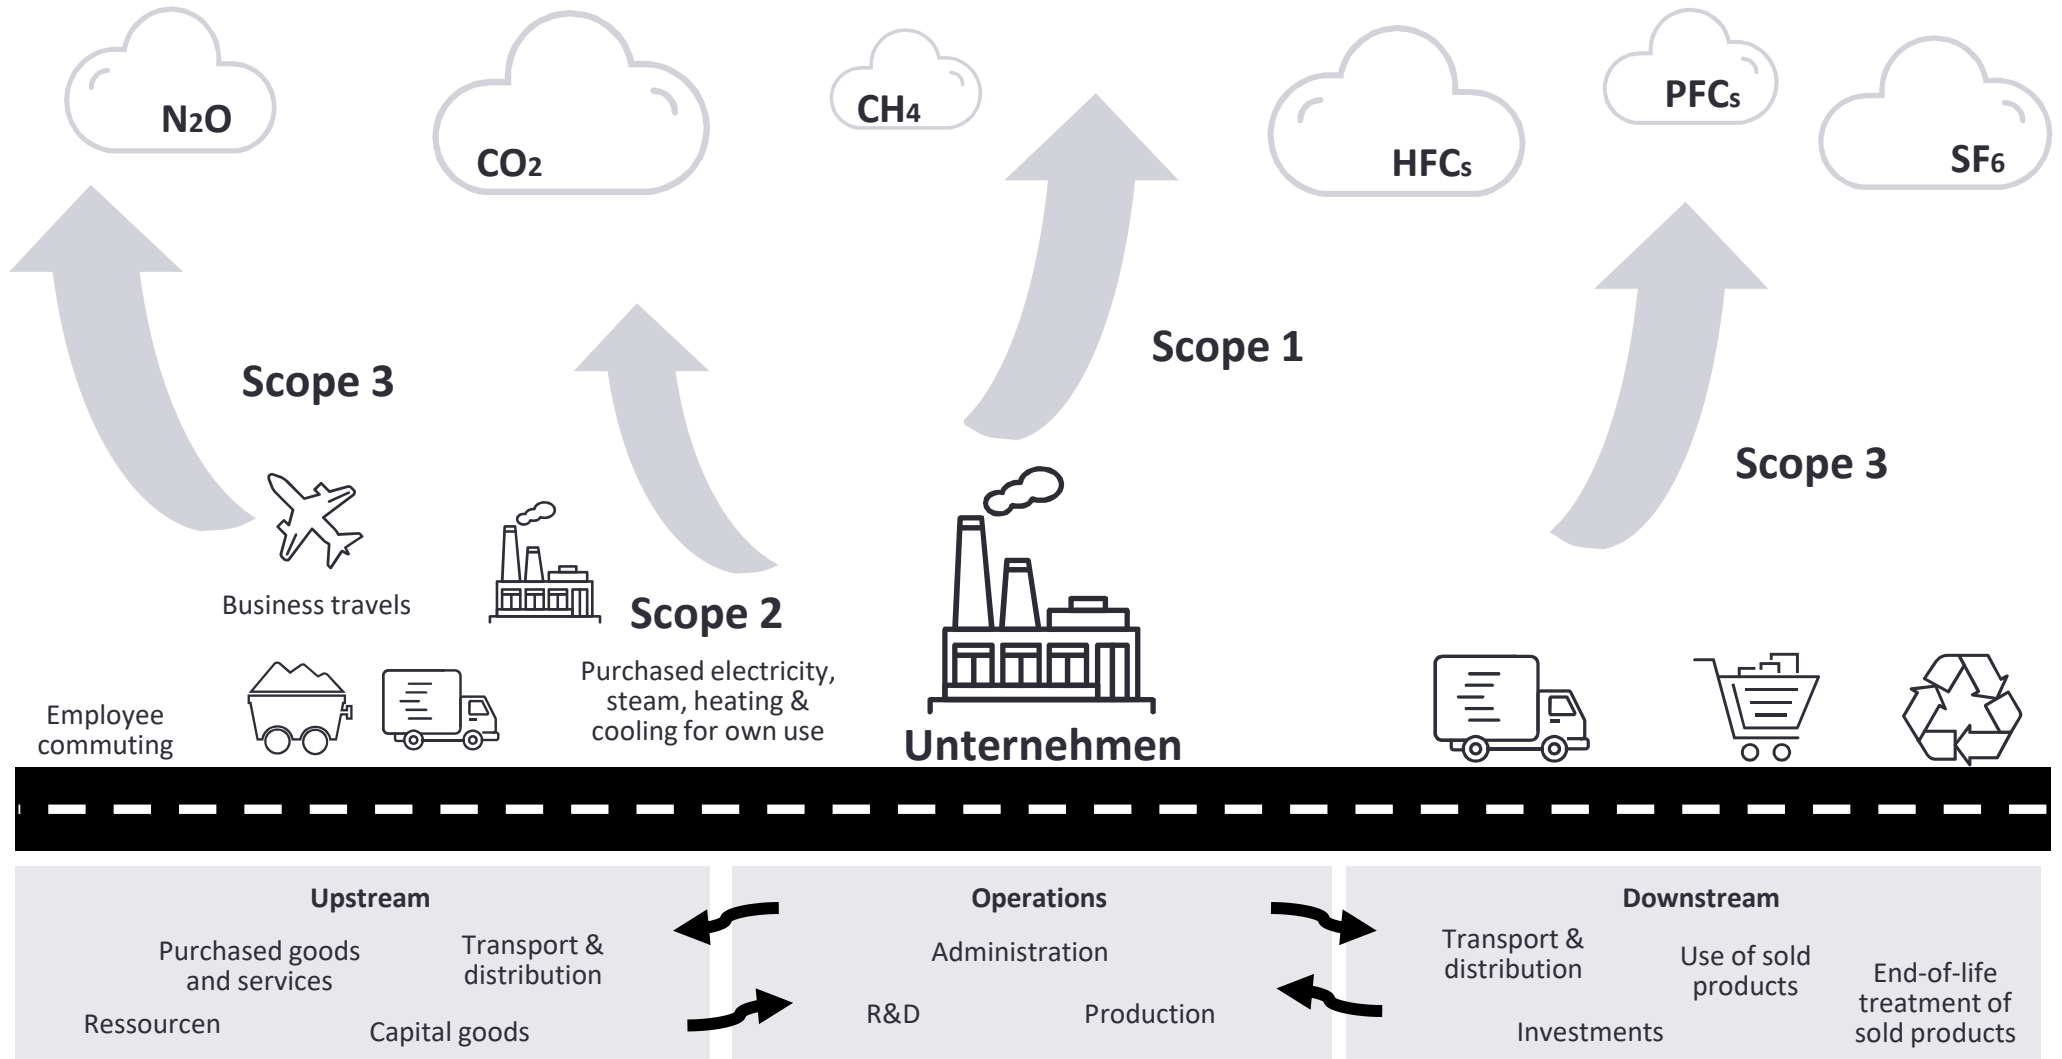 N2O
CO2
CH4
HFCs
PFCs
SF6
Scope 3
Scope 1
Scope 3
Business travels
Scope 2
Purchased electricity,
steam, heating &
cooling for own use
Employee
commuting
Unternehmen
Upstream
Purchased goods
and services
Transport &
distribution
Ressourcen
Capital goods
Operations
Administration
R&D
Production
Downstream
Transport &
distribution
Use of sold
products
End-of-life
treatment of
sold products
Investments